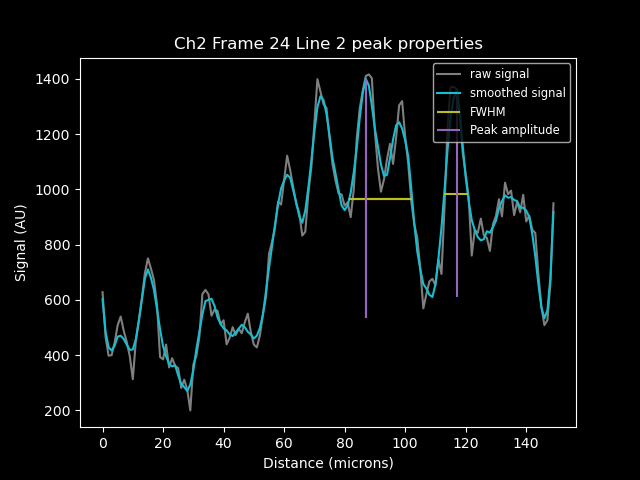 Ch2 Frame 24 Line 2 peak properties
raw signal
smoothed signal
FWHM
Peak amplitude
Signal (AU)
1400
1200
1000
800
600
400
200
0 20 40 60 80 100 120 140
Distance (microns)